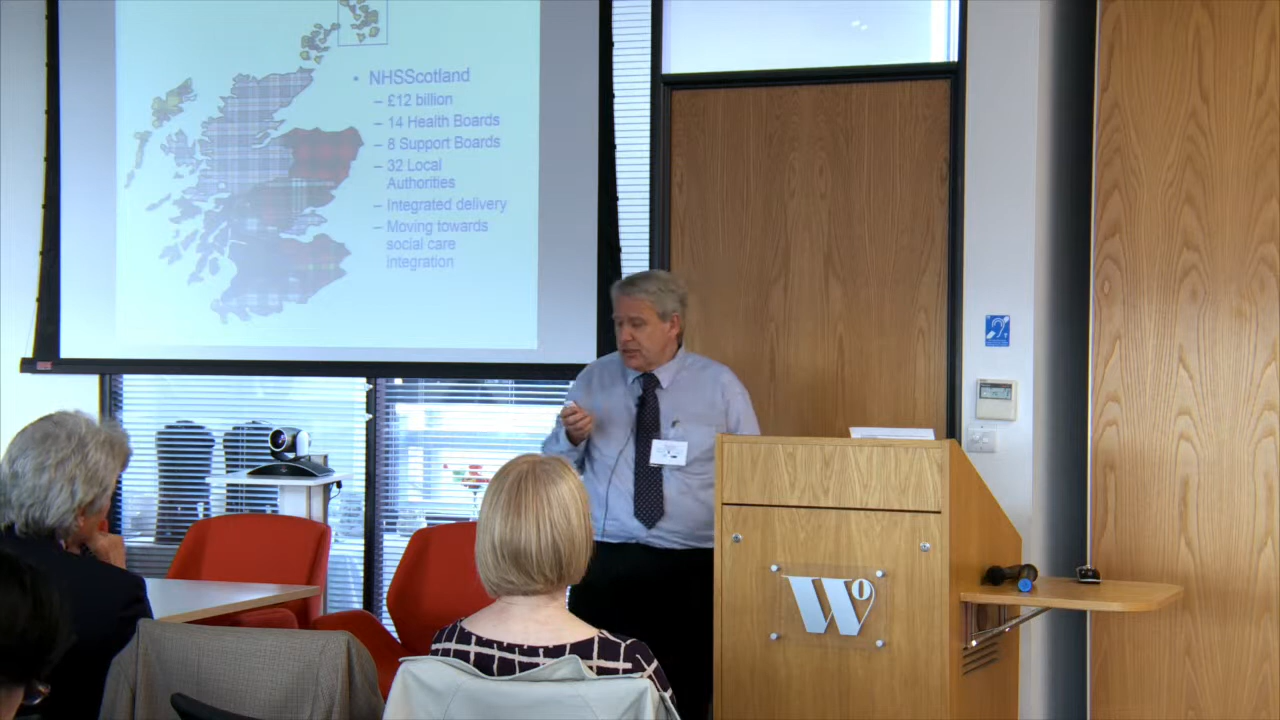 • NHSScotland
– £12 billion
– 14 Health Boards
– 8 Support Boards
– 32 Local
Authorities
– Integrated delivery
– Moving towards
social care
integration
W